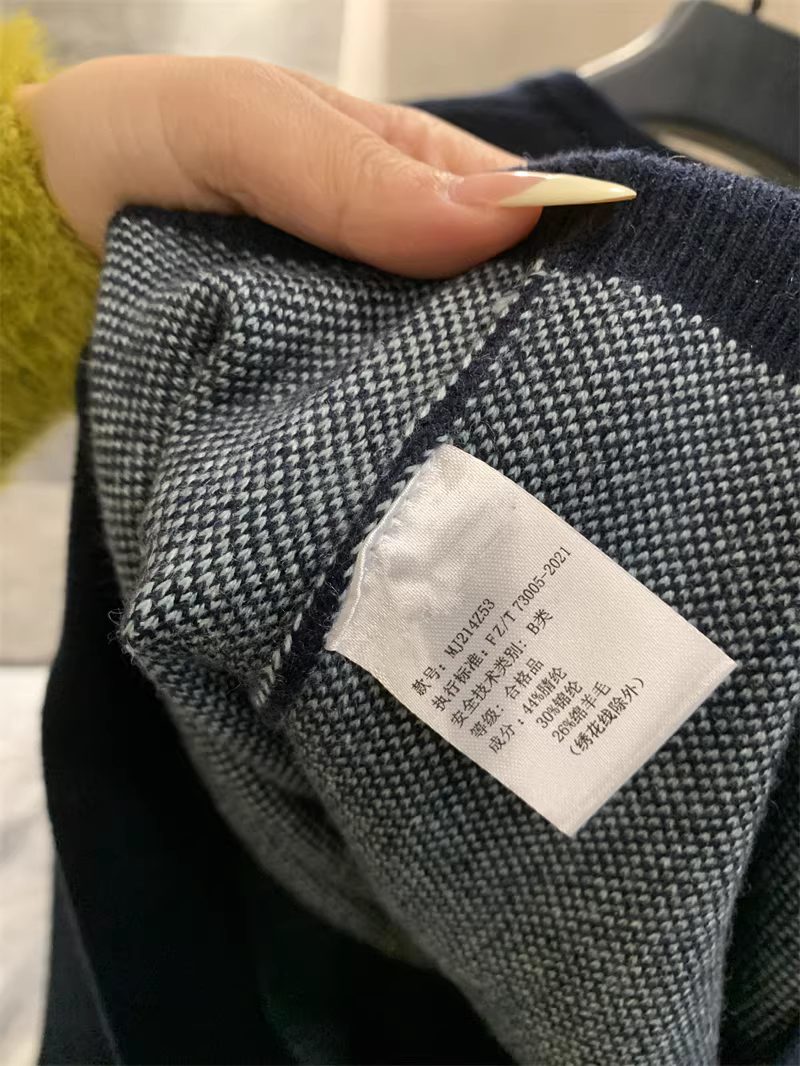 款号：MJ214Z53
执行标准：FZ/T 73005-2021
安全技术类别：B类
等级：合格品
成分：44%腈纶
30%锦纶
26%绵羊毛
（绣花线除外）